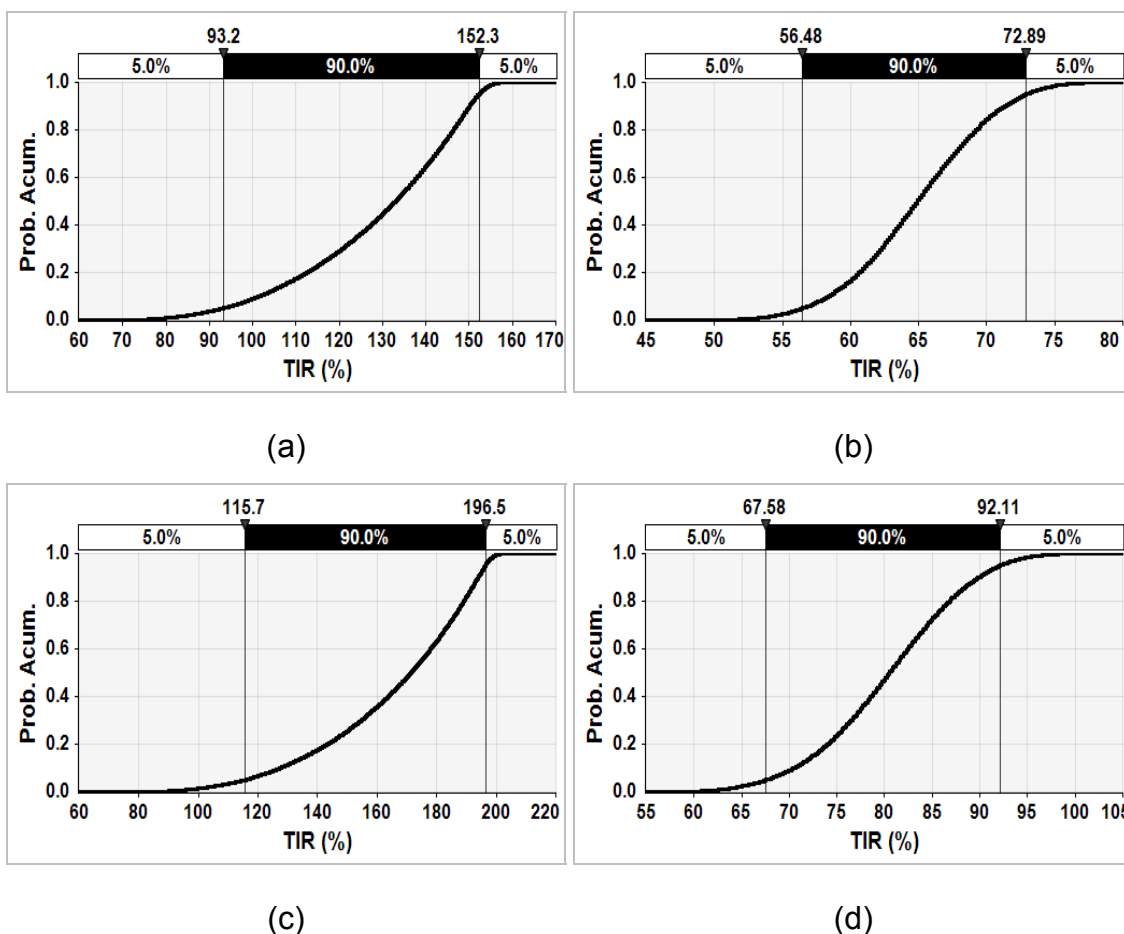 93.2 152.3
5.0% 90.0% 5.0%
1.0
0.8
0.6
0.4
0.2
0.0
Prob. Acum.
60 70 80 90 100 110 120 130 140 150 160 170
TIR (%)
(a)
56.48 72.89
5.0% 90.0% 5.0%
1.0
0.8
0.6
0.4
0.2
0.0
Prob. Acum.
45 50 55 60 65 70 75 80
TIR (%)
(b)
115.7 196.5
5.0% 90.0% 5.0%
1.0
0.8
0.6
0.4
0.2
0.0
Prob. Acum.
60 80 100 120 140 160 180 200 220
TIR (%)
(c)
67.58 92.11
5.0% 90.0% 5.0%
1.0
0.8
0.6
0.4
0.2
0.0
Prob. Acum.
55 60 65 70 75 80 85 90 95 100 105
TIR (%)
(d)